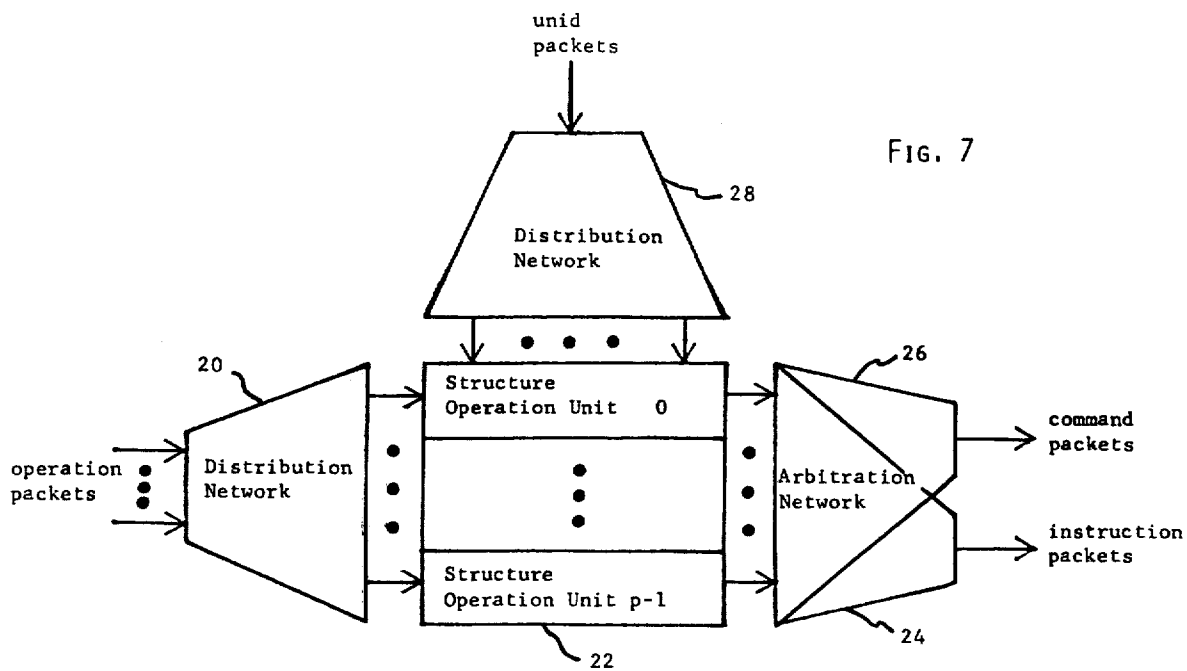 unid
packets
FIG. 7
28
Distribution
Network
20
26
Structure
Operation Unit 0
command
packets
operation
packets
Distribution
Network
Arbitration
Network
instruction
packets
Structure
Operation Unit p-1
24
22